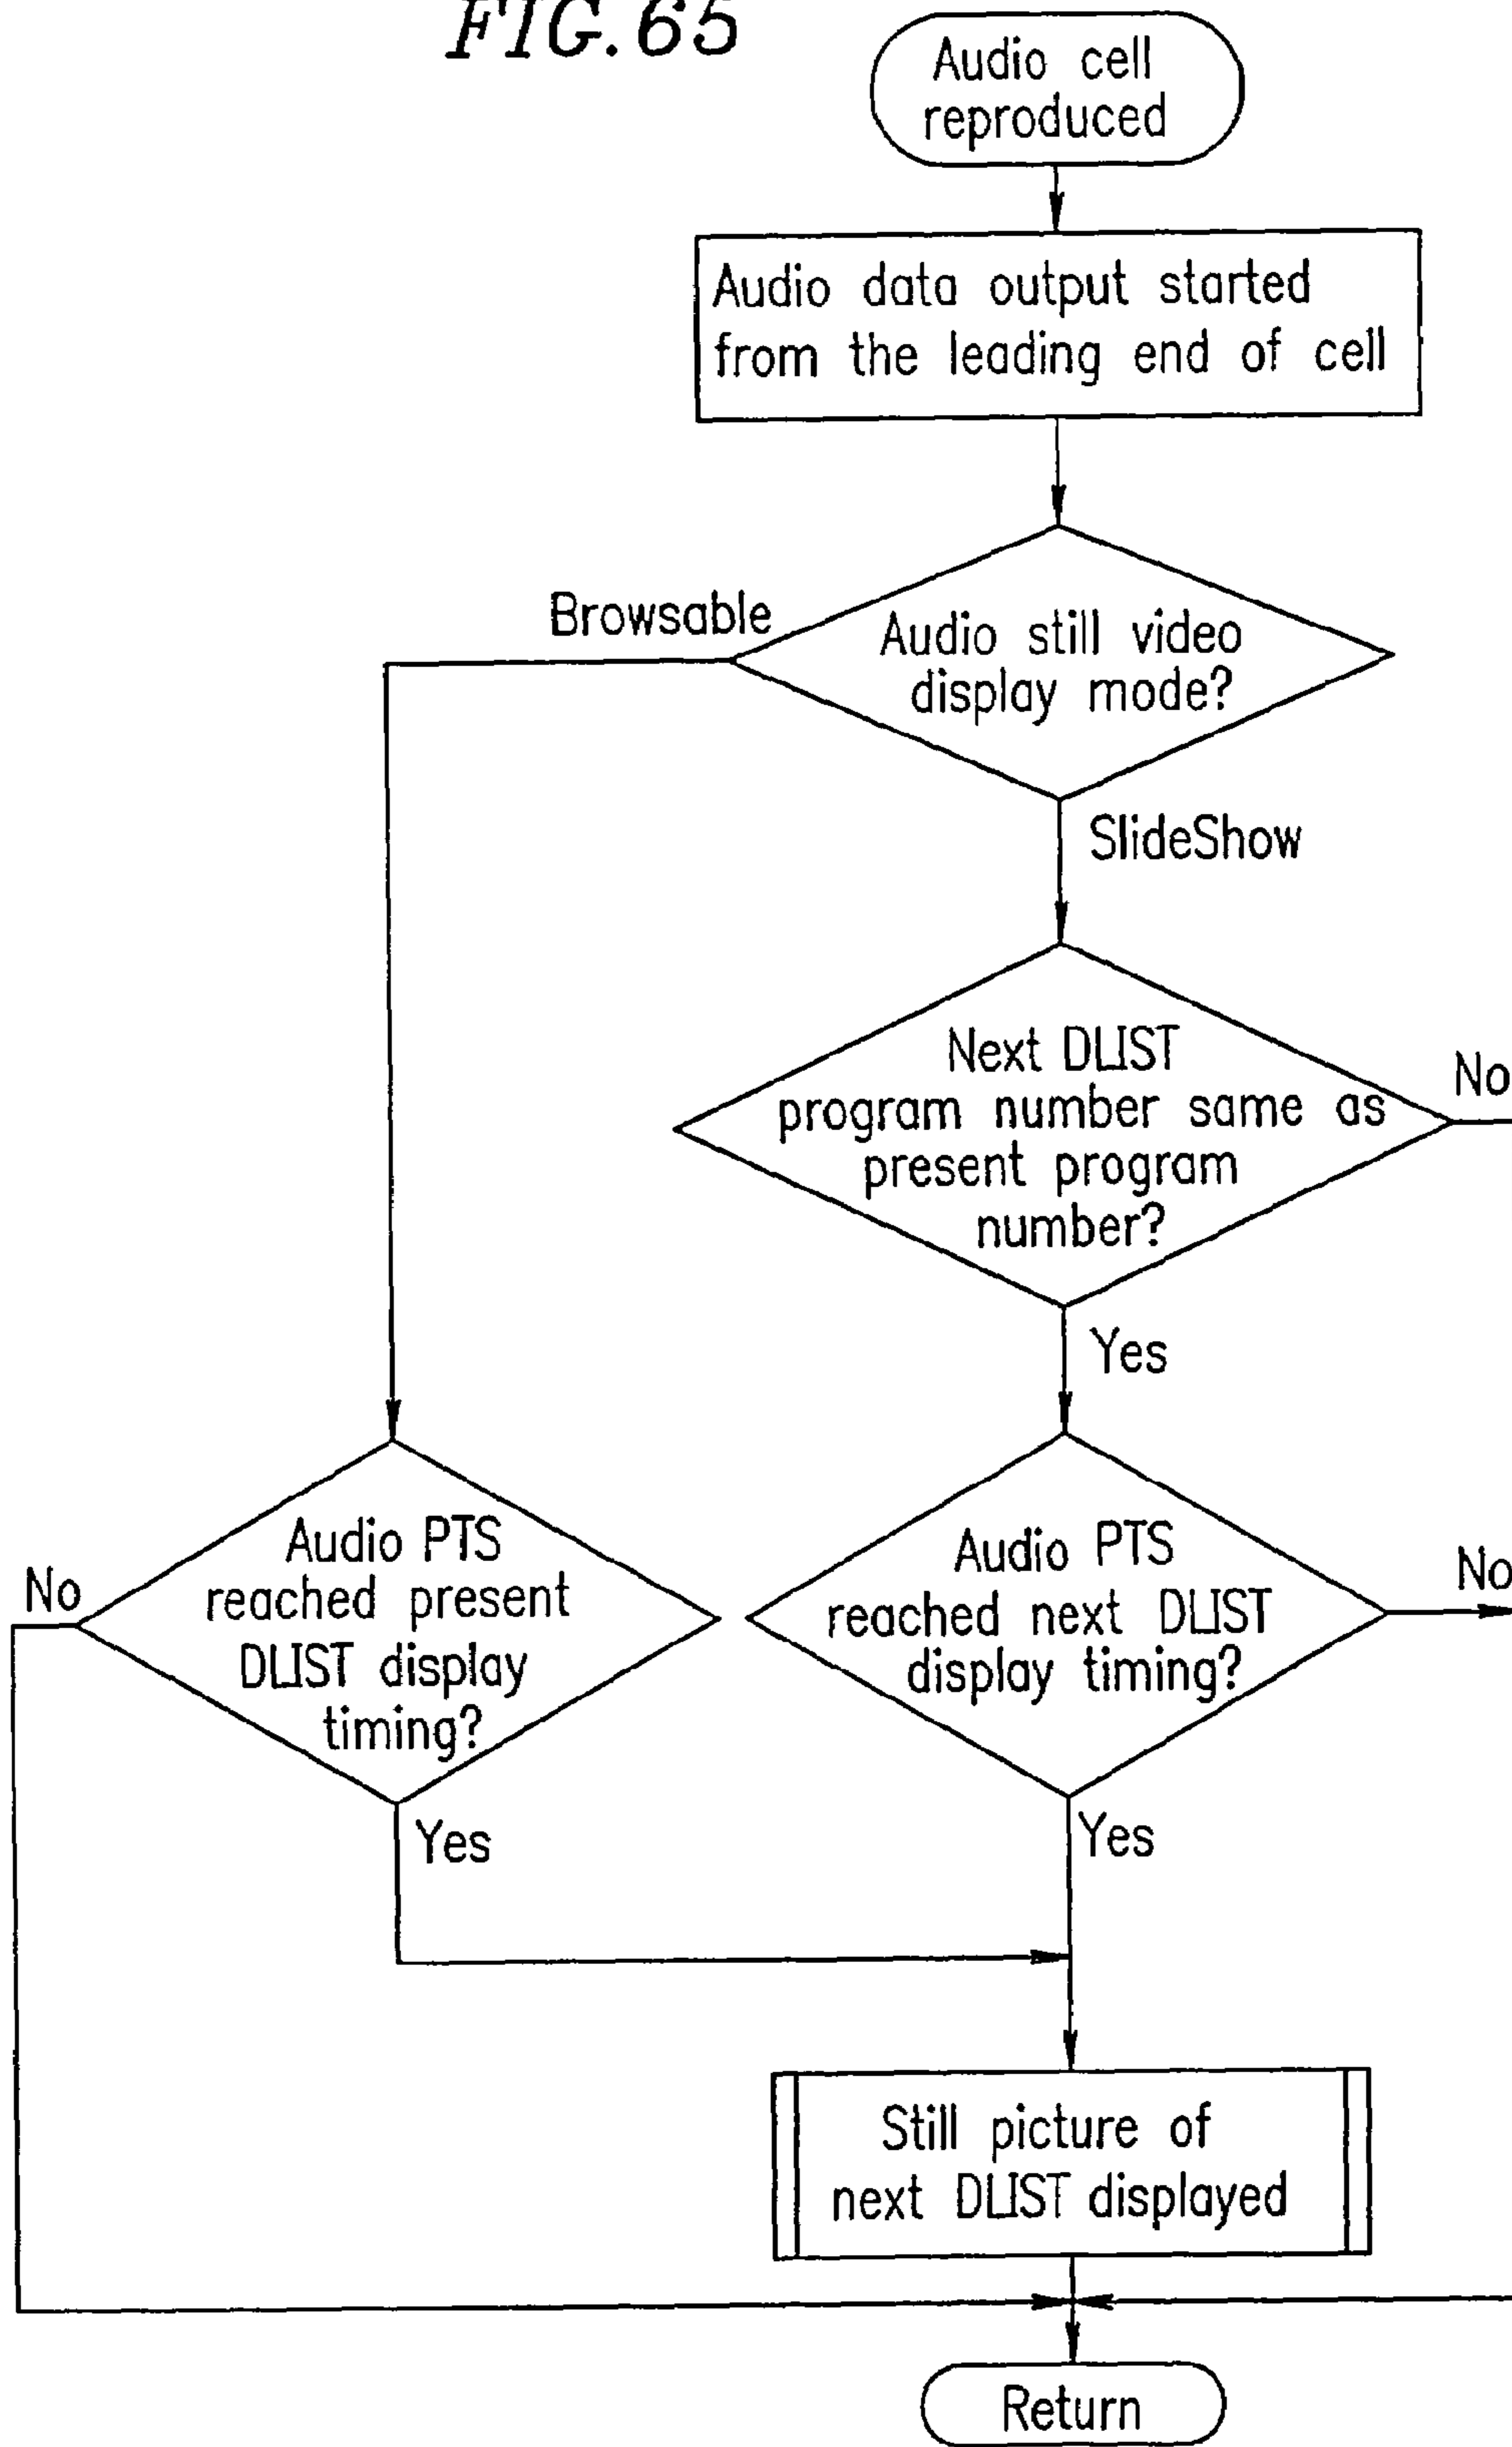 FIG. 65
Audio cell
reproduced
Audio data output started
from the leading end of cell
Browsable
Audio still video
display mode?
SlideShow
Next DLIST
program number same as
present program
number?
No
Yes
Audio PTS
reached present
DLIST display
timing?
No
Yes
Audio PTS
reached next DLIST
display timing?
No
Yes
Still picture of
next DLIST displayed
Return